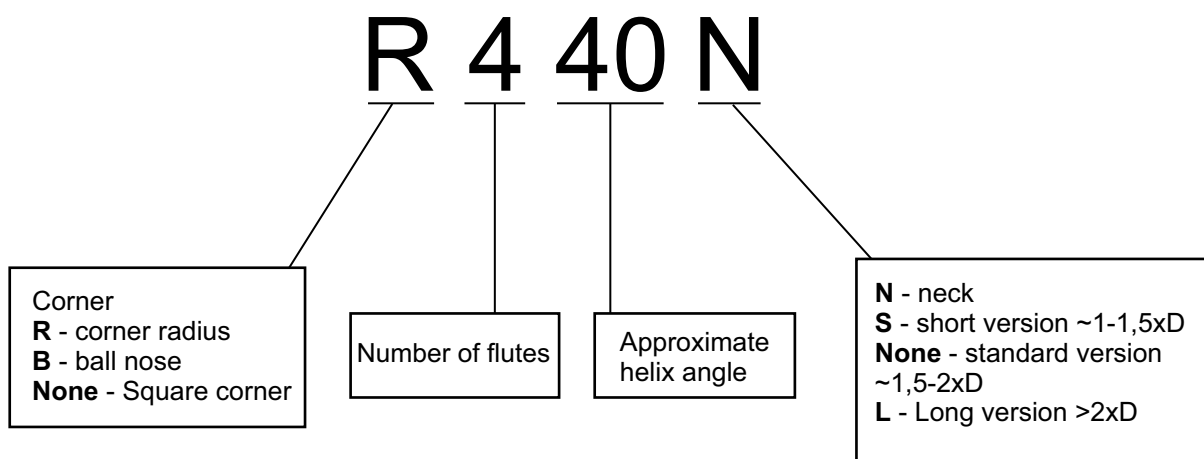 R 4 40 N
Corner
R - corner radius
B - ball nose
None - Square corner
Number of flutes
Approximate
helix angle
N - neck
S - short version ~1-1,5xD
None - standard version
~1,5-2xD
L - Long version >2xD